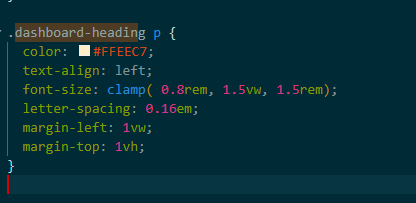 .dashboard-heading p {
color: #FFEEC7;
text-align: left;
font-size: clamp( 0.8rem, 1.5vw, 1.5rem);
letter-spacing: 0.16em;
margin-left: 1vw;
margin-top: 1vh;
}